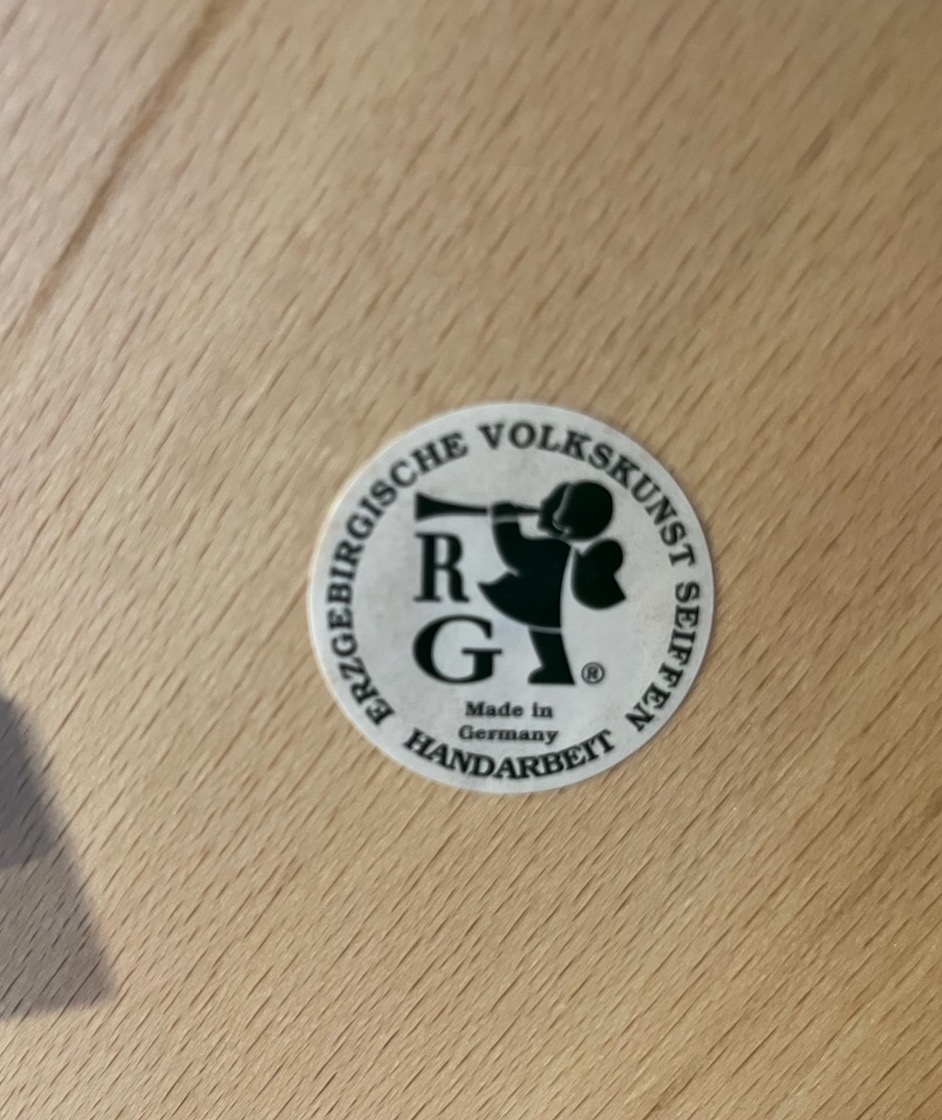 ERZGEBIRGISCHE VOLKSKUNST SEIFFEN
R
G
®
Made in
Germany
HANDARBEIT